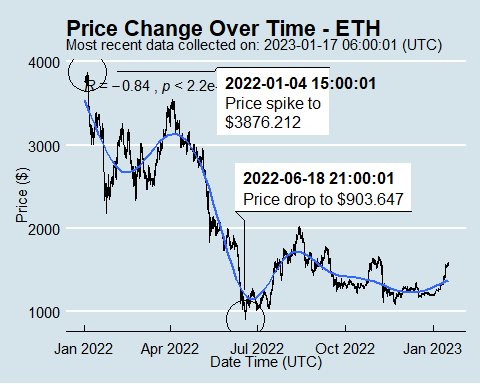 Price Change Over Time - ETH
Most recent data collected on: 2023-01-17 06:00:01 (UTC)
R = −0.84 , p < 2.2e-
2022-01-04 15:00:01
Price spike to
$3876.212
2022-06-18 21:00:01
Price drop to $903.647
Price ($)
4000
3000
2000
1000
Jan 2022 Apr 2022 Jul 2022 Oct 2022 Jan 2023
Date Time (UTC)